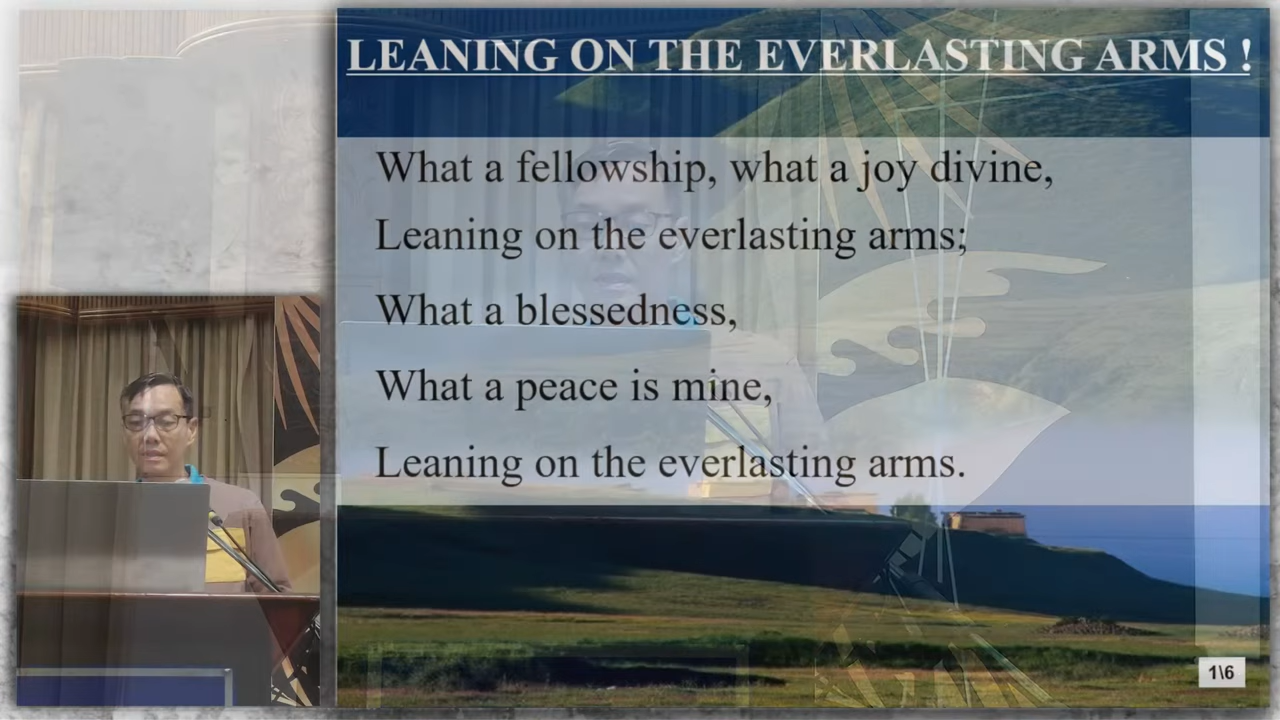 LEANING ON THE EVERLASTING ARMS !
What a fellowship, what a joy divine,
Leaning on the everlasting arms;
What a blessedness,
What a peace is mine,
Leaning on the everlasting arms.
1\6